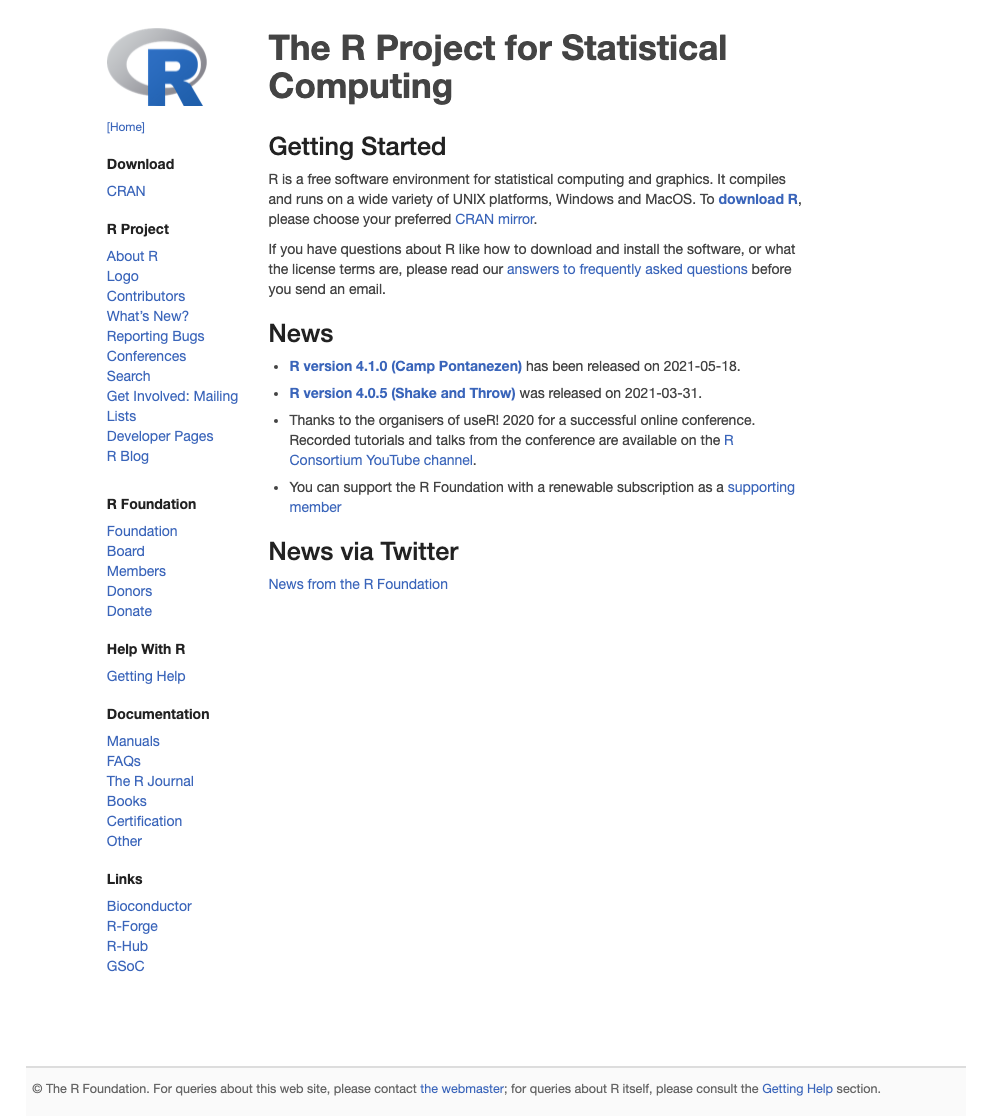 R
[Home]
Download
CRAN
R Project
About R
Logo
Contributors
What's New?
Reporting Bugs
Conferences
Search
Get Involved: Mailing
Lists
Developer Pages
R Blog
R Foundation
Foundation
Board
Members
Donors
Donate
Help With R
Getting Help
Documentation
Manuals
FAQs
The R Journal
Books
Certification
Other
Links
Bioconductor
R-Forge
R-Hub
GSoC
The R Project for Statistical
Computing
Getting Started
R is a free software environment for statistical computing and graphics. It compiles
and runs on a wide variety of UNIX platforms, Windows and MacOS. To download R,
please choose your preferred CRAN mirror.
If you have questions about R like how to download and install the software, or what
the license terms are, please read our answers to frequently asked questions before
you send an email.
News
• R version 4.1.0 (Camp Pontanezen) has been released on 2021-05-18.
• R version 4.0.5 (Shake and Throw) was released on 2021-03-31.
• Thanks to the organisers of useR! 2020 for a successful online conference.
Recorded tutorials and talks from the conference are available on the R
Consortium YouTube channel.
• You can support the R Foundation with a renewable subscription as a supporting
member
News via Twitter
News from the R Foundation
© The R Foundation. For queries about this web site, please contact the webmaster; for queries about R itself, please consult the Getting Help section.